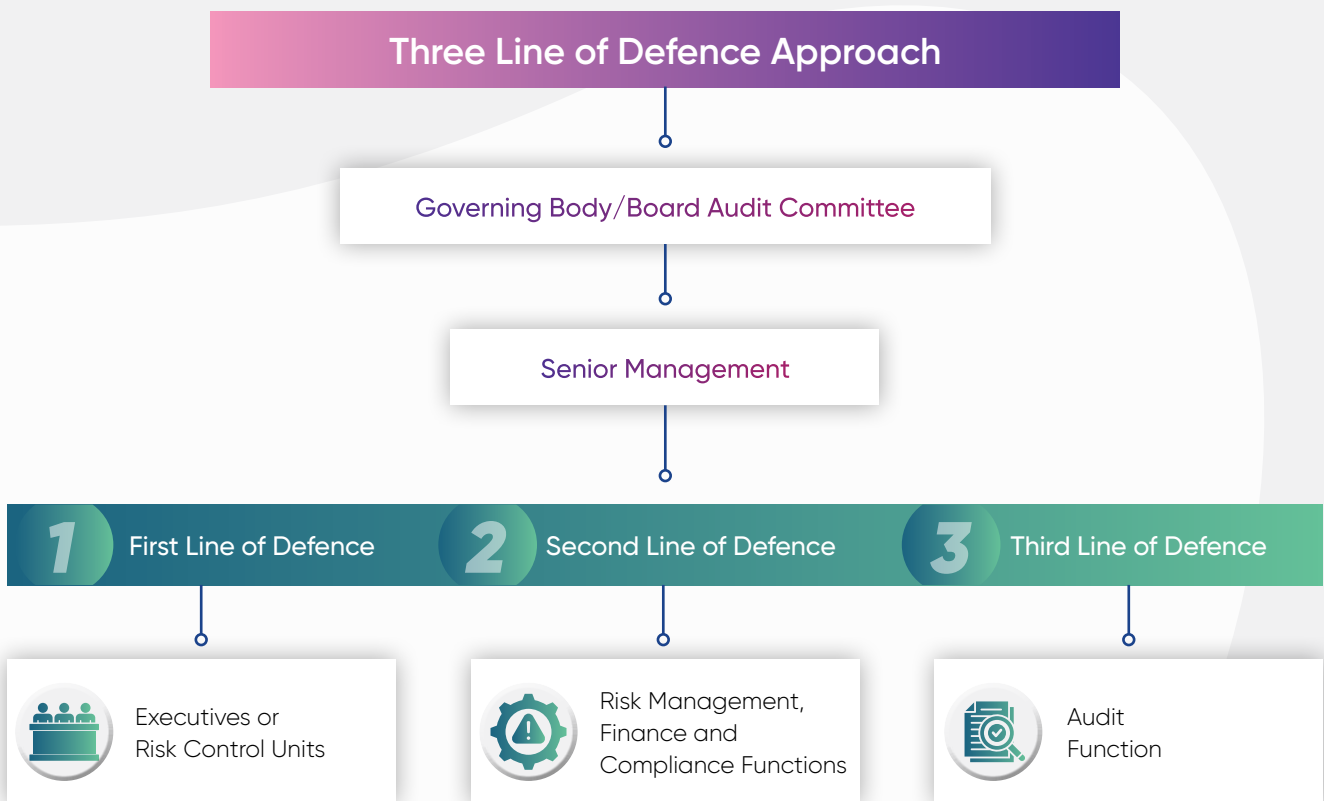 Three Line of Defence Approach
Governing Body/Board Audit Committee
Senior Management
1 First Line of Defence
2 Second Line of Defence
3 Third Line of Defence
Executives or
Risk Control Units
Risk Management,
Finance and
Compliance Functions
Audit
Function